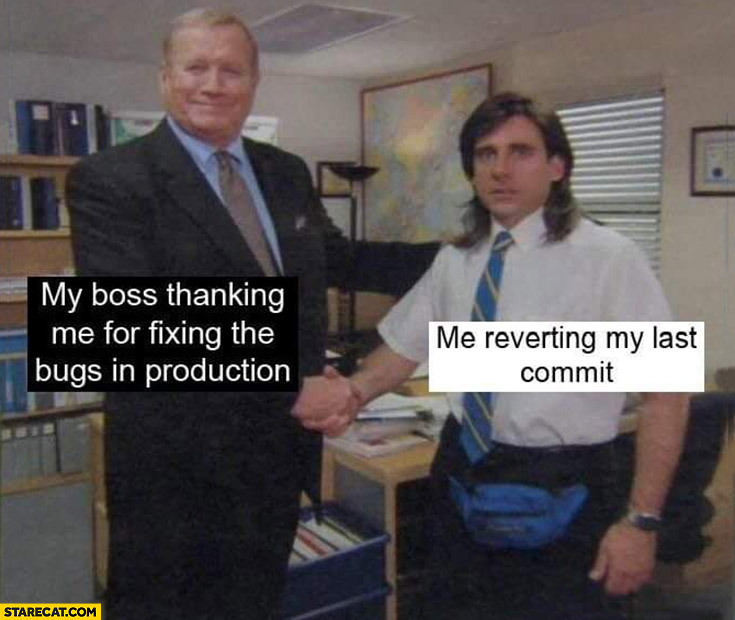 My boss thanking
me for fixing the
bugs in production
Me reverting my last
commit
STARECAT.COM